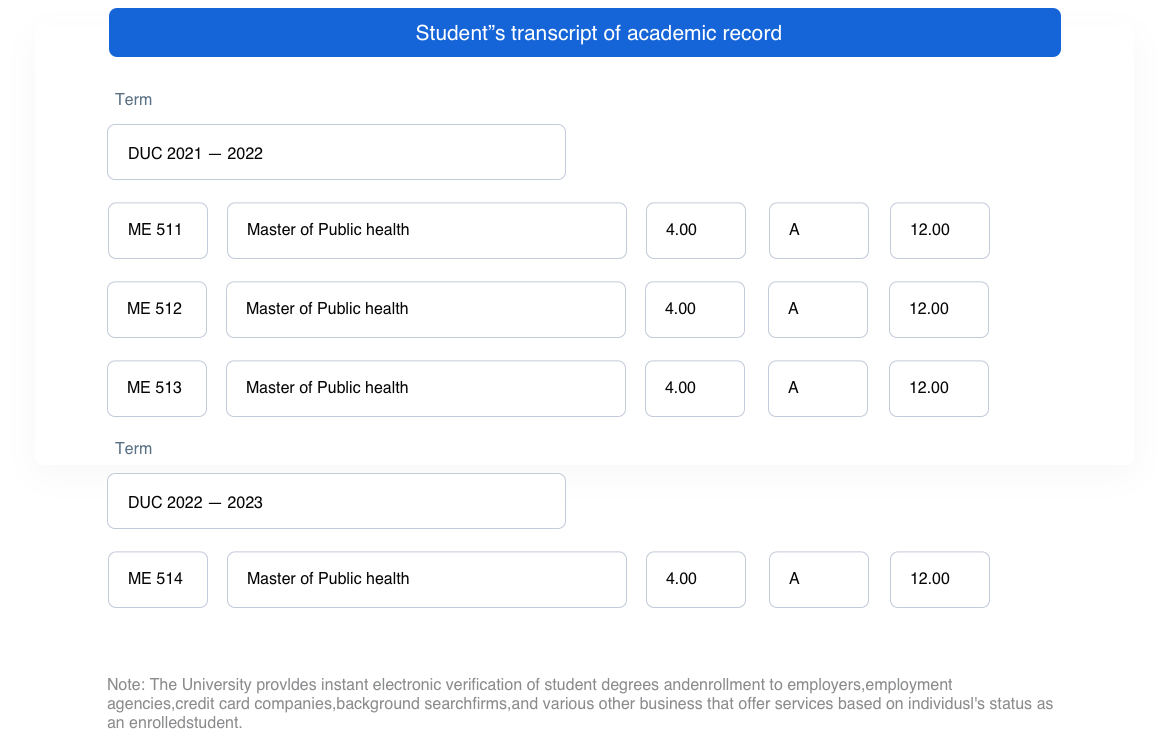 Student”s transcript of academic record
Term
DUC 2021 — 2022
ME 511 Master of Public health 4.00 A 12.00
ME 512 Master of Public health 4.00 A 12.00
ME 513 Master of Public health 4.00 A 12.00
Term
DUC 2022 — 2023
ME 514 Master of Public health 4.00 A 12.00
Note: The University provldes instant electronic verification of student degrees andenrollment to employers,employment
agencies,credit card companies,background searchfirms,and various other business that offer services based on individusl's status as
an enrolledstudent.